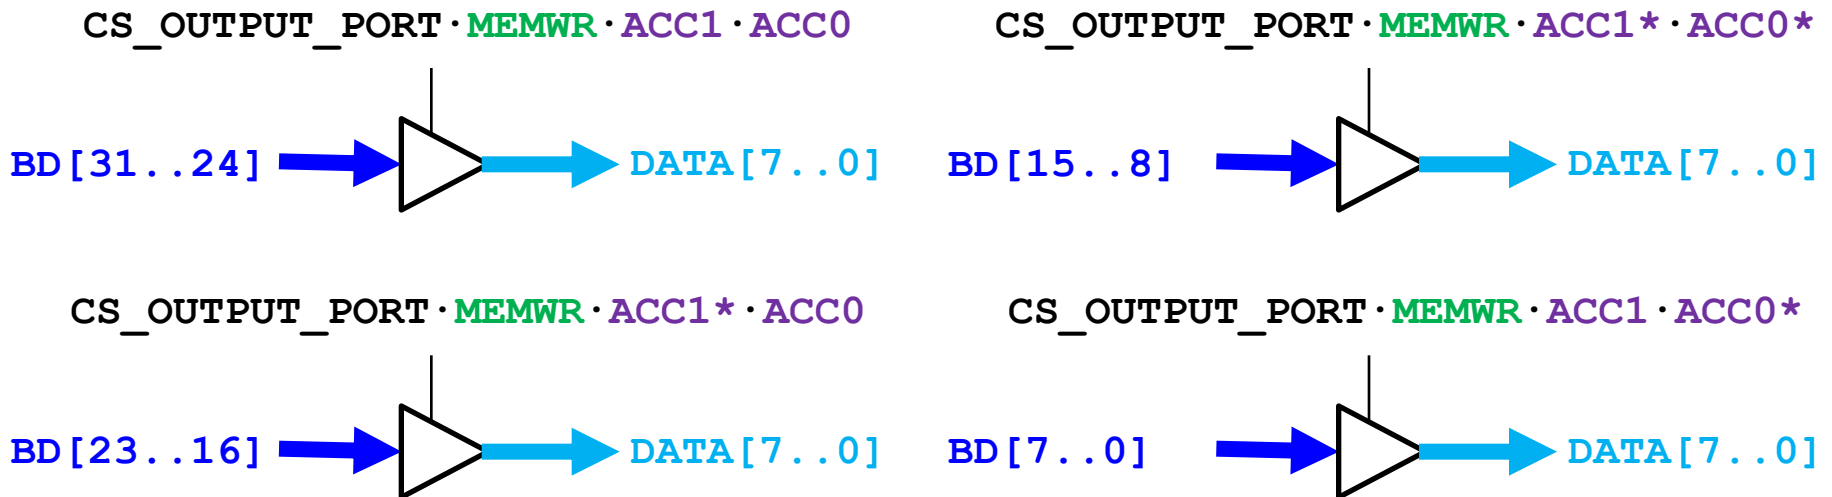 CS_OUTPUT_PORT·MEMWR·ACC1·ACC0
BD[31..24]
DATA[7..0]
CS_OUTPUT_PORT·MEMWR·ACC1*·ACC0*
BD[15..8]
DATA[7..0]
CS_OUTPUT_PORT·MEMWR·ACC1*·ACC0
BD[23..16]
DATA[7..0]
CS_OUTPUT_PORT·MEMWR·ACC1·ACC0*
BD[7..0]
DATA[7..0]